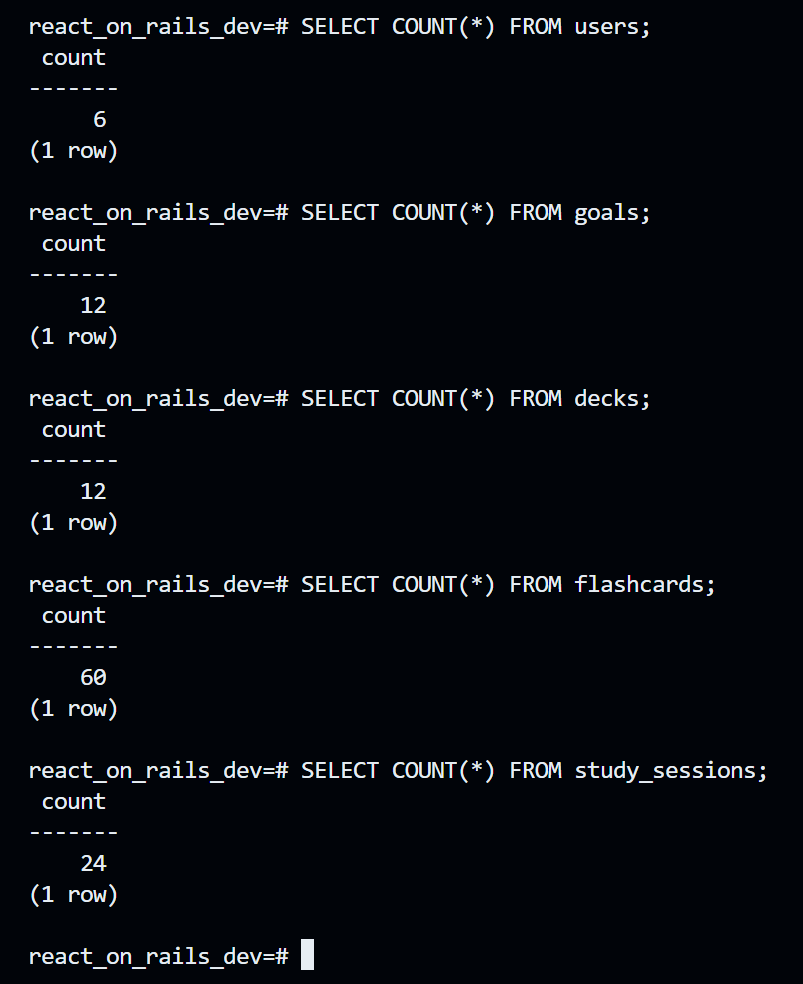 react_on_rails_dev=# SELECT COUNT(*) FROM users;
 count
-------
     6
(1 row)

react_on_rails_dev=# SELECT COUNT(*) FROM goals;
 count
-------
    12
(1 row)

react_on_rails_dev=# SELECT COUNT(*) FROM decks;
 count
-------
    12
(1 row)

react_on_rails_dev=# SELECT COUNT(*) FROM flashcards;
 count
-------
    60
(1 row)

react_on_rails_dev=# SELECT COUNT(*) FROM study_sessions;
 count
-------
    24
(1 row)

react_on_rails_dev=#